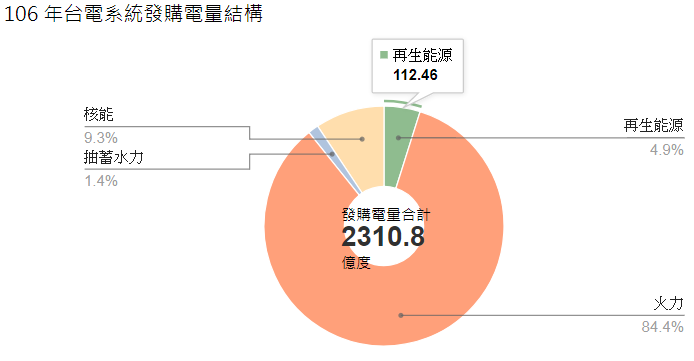 106 年台電系統發購電量結構
再生能源
112.46
核能
9.3%
抽蓄水力
1.4%
再生能源
4.9%
發購電量合計
2310.8
億度
火力
84.4%